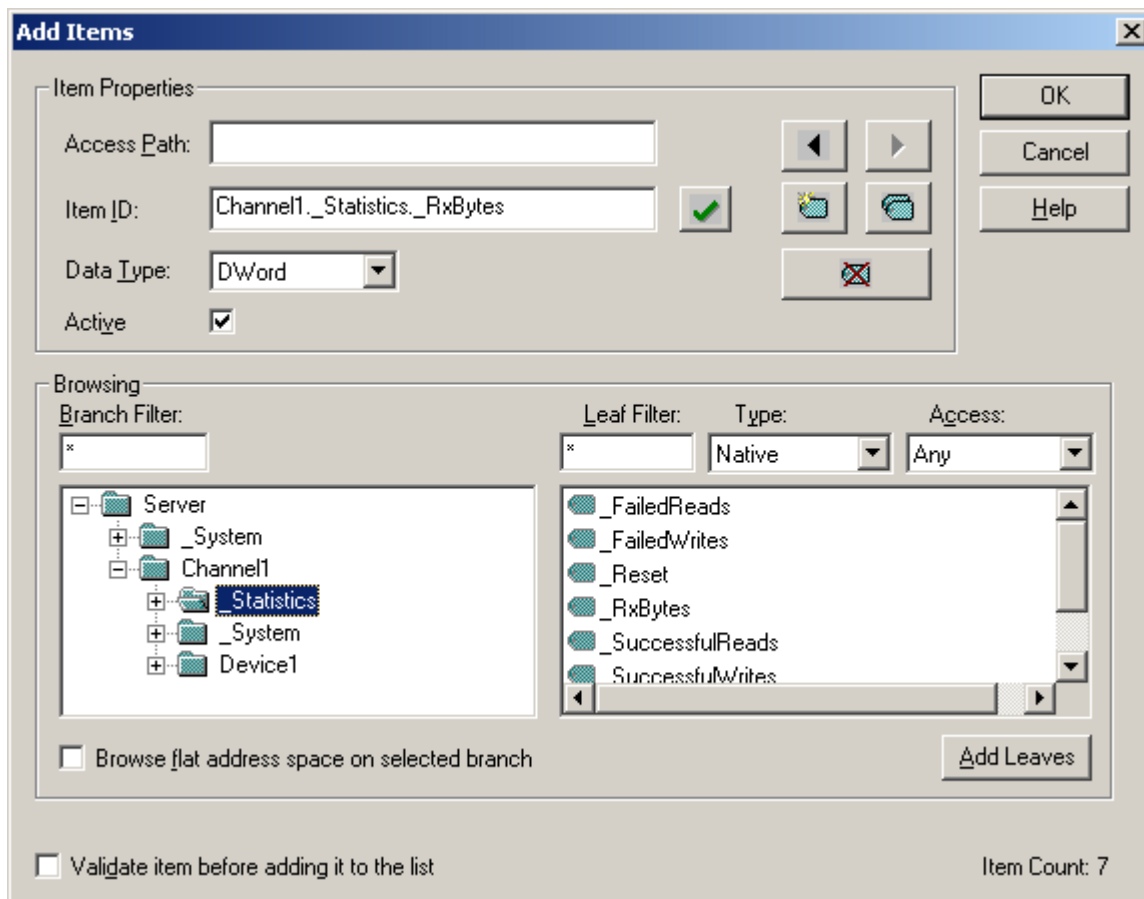 Add Items
Item Properties
OK
Access Path:
Cancel
Item ID: Channel1._Statistics._RxBytes
Help
Data Type: DWord
Active
Browsing
Branch Filter: Leaf Filter: Type: Access:
* * Native Any
Server
_System
Channel1
_Statistics
_System
Device1
_FailedReads
_FailedWrites
_Reset
_RxBytes
_SuccessfulReads
_SuccessfulWrites
Browse flat address space on selected branch
Add Leaves
Validate item before adding it to the list
Item Count: 7